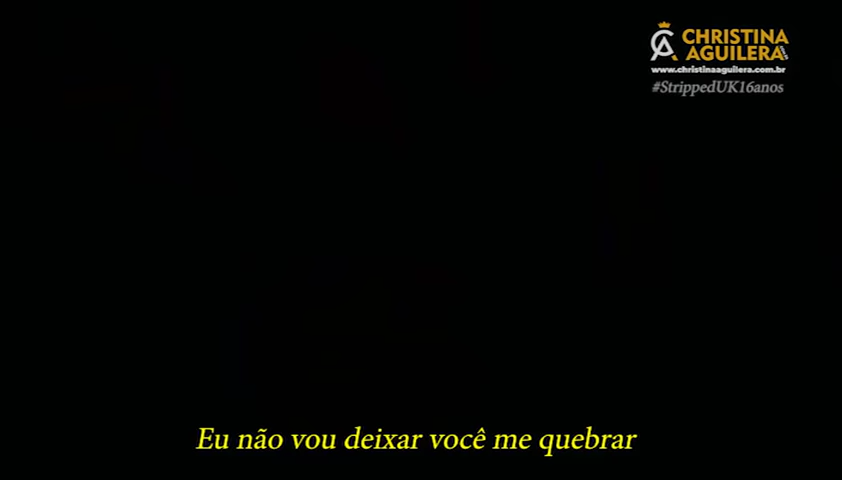 CHRISTINA
AGUILERA
www.christinaaguilera.com.br
#StrippedUK16anos
Eu não vou deixar você me quebrar